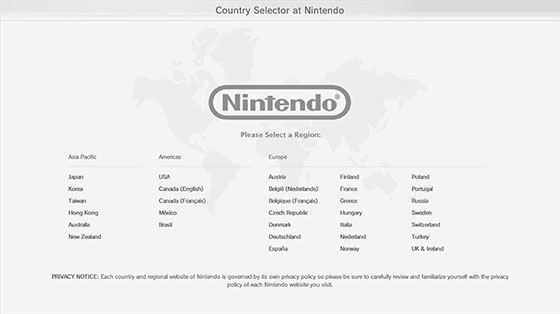 Country Selector at Nintendo
Nintendo®
Please Select a Region:
Asia Pacific
Japan
Korea
Taiwan
Hong Kong
Australia
New Zealand
Americas
USA
Canada (English)
Canada (Français)
México
Brasil
Europe
Austria
België (Nederlands)
Belgique (Français)
Czech Republic
Denmark
Deutschland
España
Finland
France
Greece
Hungary
Italia
Nederland
Norway
Poland
Portugal
Russia
Sweden
Switzerland
Turkey
UK & Ireland
PRIVACY NOTICE: Each country and regional website of Nintendo is governed by its own privacy policy so please be sure to carefully review and familiarize yourself with the privacy
policy of each Nintendo website you visit.